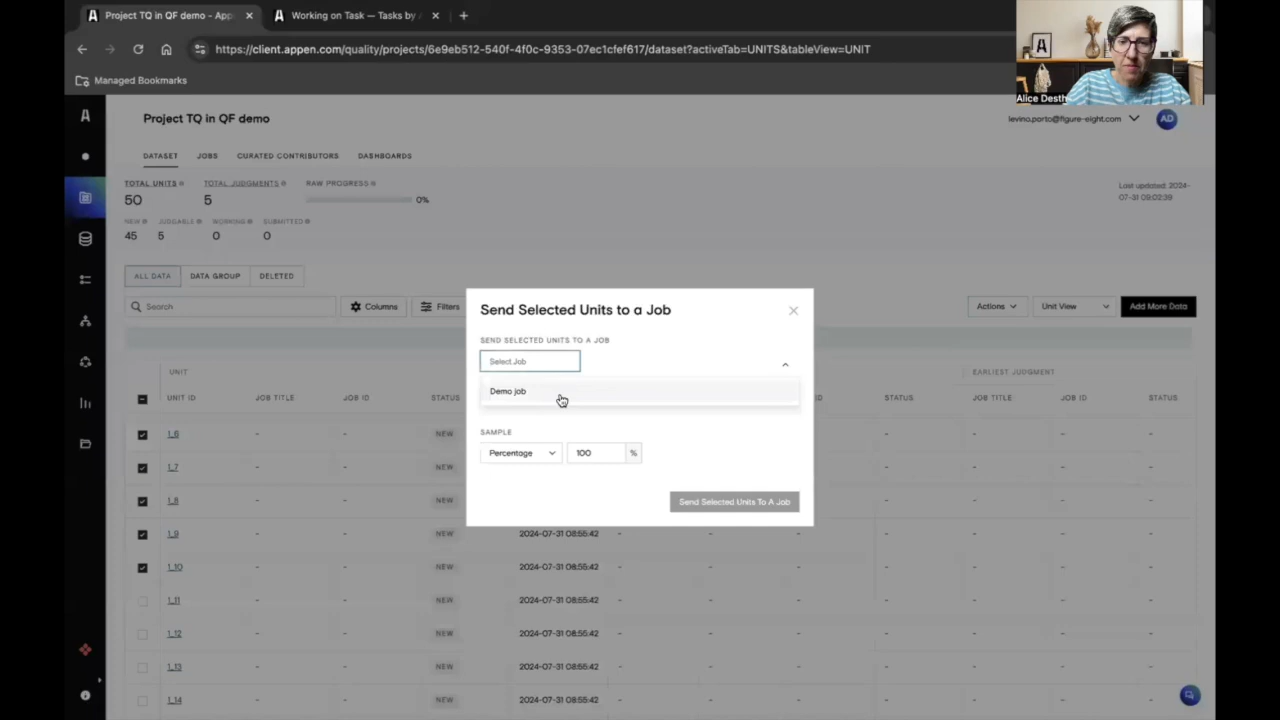 Project TQ in QF demo - App
Working on Task — Tasks by
https://client.appen.com/quality/projects/6e9eb512-540f-4f0c-9353-07ec1cfef617/dataset?activeTab=UNITS&tableView=UNIT
Managed Bookmarks
Alice Desth
Project TQ in QF demo
levino.porto@figure-eight.com
AD
DATASET JOBS CURATED CONTRIBUTORS DASHBOARDS
TOTAL UNITS TOTAL JUDGMENTS RAW PROGRESS
50 5 0%
Last updated: 2024-
07-31 09:02:39
NEW JUDGABLE WORKING SUBMITTED
45 5 0 0
ALL DATA DATA GROUP DELETED
Search Columns Filters Actions Unit View Add More Data
Send Selected Units to a Job
SEND SELECTED UNITS TO A JOB
Select Job
Demo job
SAMPLE
Percentage 100 %
Send Selected Units To A Job
UNIT EARLIEST JUDGMENT
UNIT ID JOB TITLE JOB ID STATUS ID STATUS JOB TITLE JOB ID STATUS
1_6 - - NEW - - - - -
1_7 - - NEW - - - - -
1_8 - - NEW - - - - -
1_9 - - NEW 2024-07-31 08:55:42 - - - - - -
1_10 - - NEW 2024-07-31 08:55:42 - - - - - -
1_11 - - NEW 2024-07-31 08:55:42 - - - - - -
1_12 - - NEW 2024-07-31 08:55:42 - - - - - -
1_13 - - NEW 2024-07-31 08:55:42 - - - - - -
1_14 - - NEW 2024-07-31 08:55:42 - - - - - -